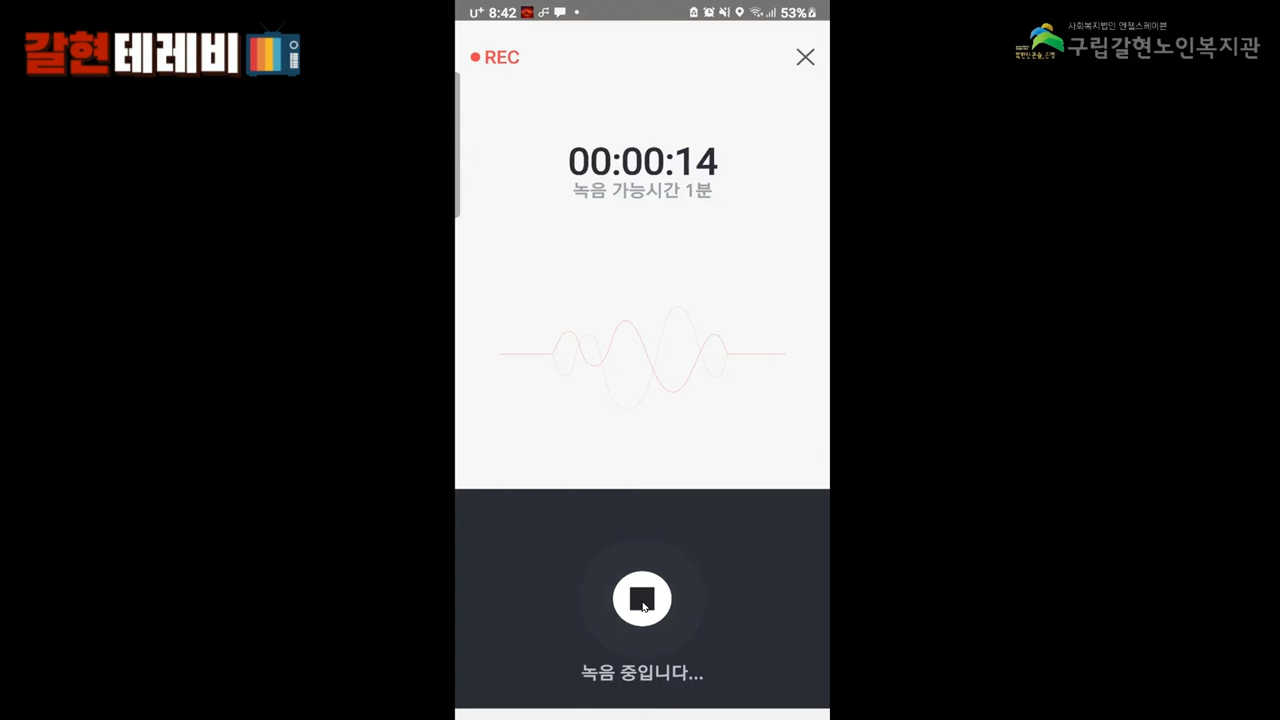 갈현테레비
U+ 8:42
53%
사회복지법인 엔젤스헤이븐
구립갈현노인복지관
REC
00:00:14
녹음 가능시간 1분
녹음 중입니다...